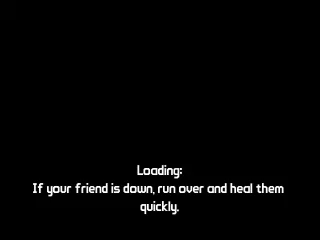 Loading:
If your friend is down, run over and heal them
quickly.